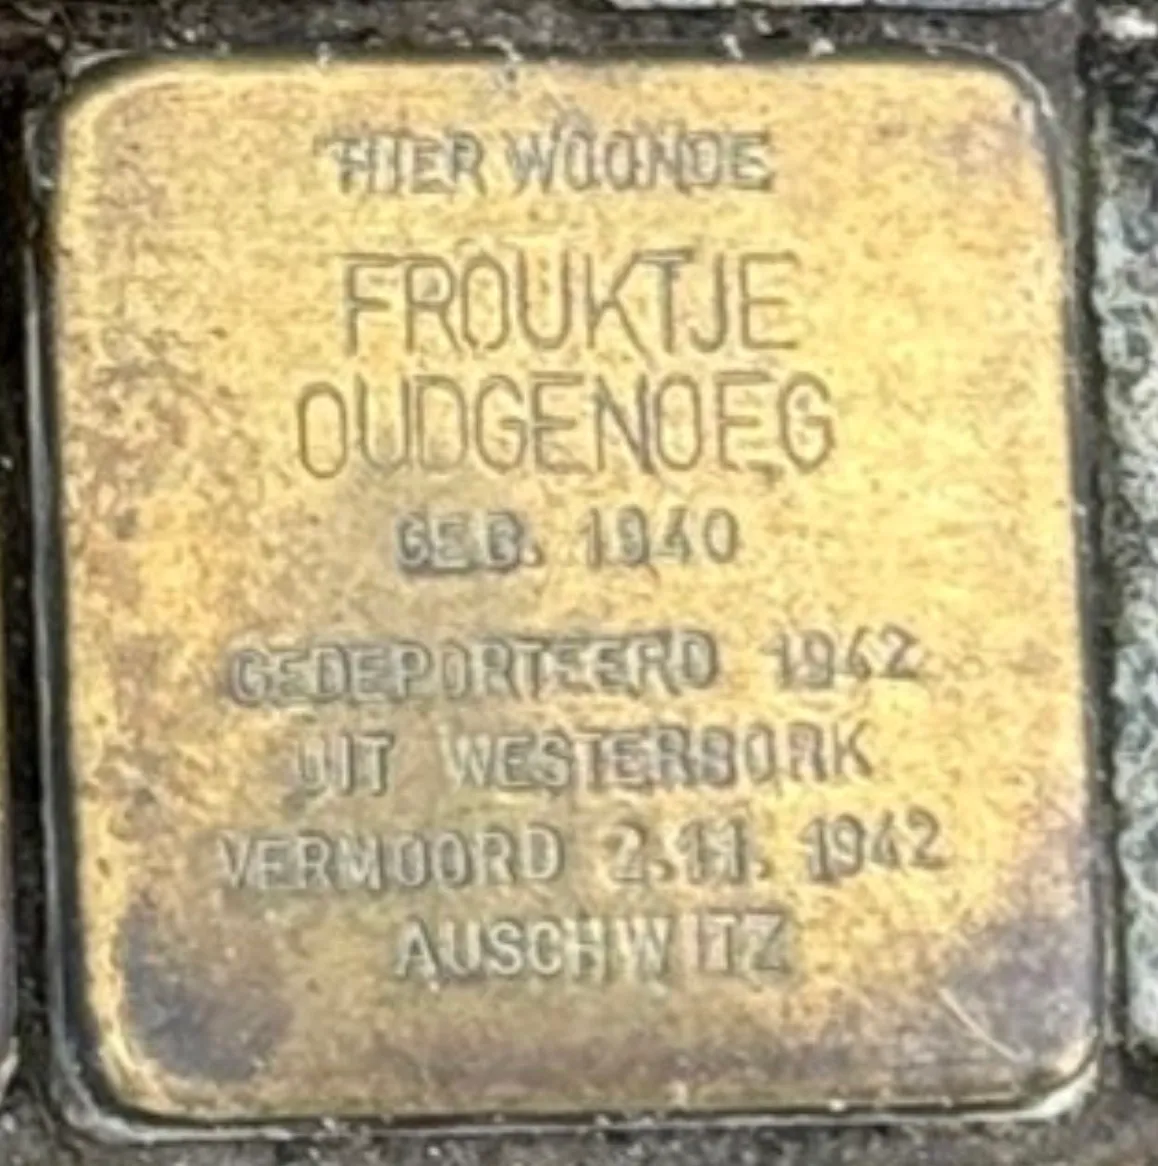 HIER WOONDE
FROUKTJE
OUDGENOEG
GEB. 1940
GEDEPORTEERD 1942
UIT WESTERBORK
VERMOORD 2.11.1942
AUSCHWITZ